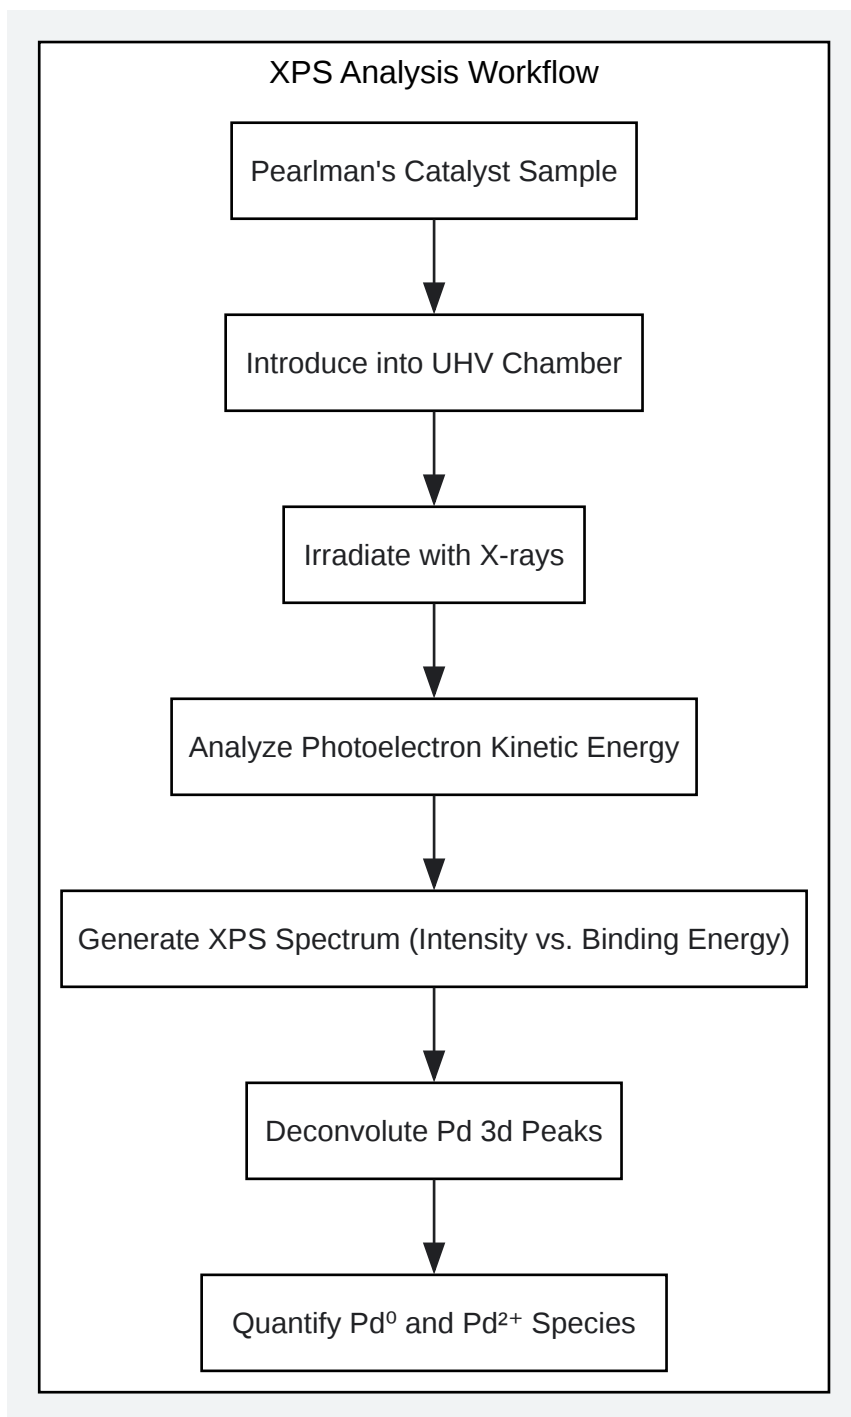 XPS Analysis Workflow
Pearlman's Catalyst Sample
Introduce into UHV Chamber
Irradiate with X-rays
Analyze Photoelectron Kinetic Energy
Generate XPS Spectrum (Intensity vs. Binding Energy)
Deconvolute Pd 3d Peaks
Quantify Pd⁰ and Pd²⁺ Species